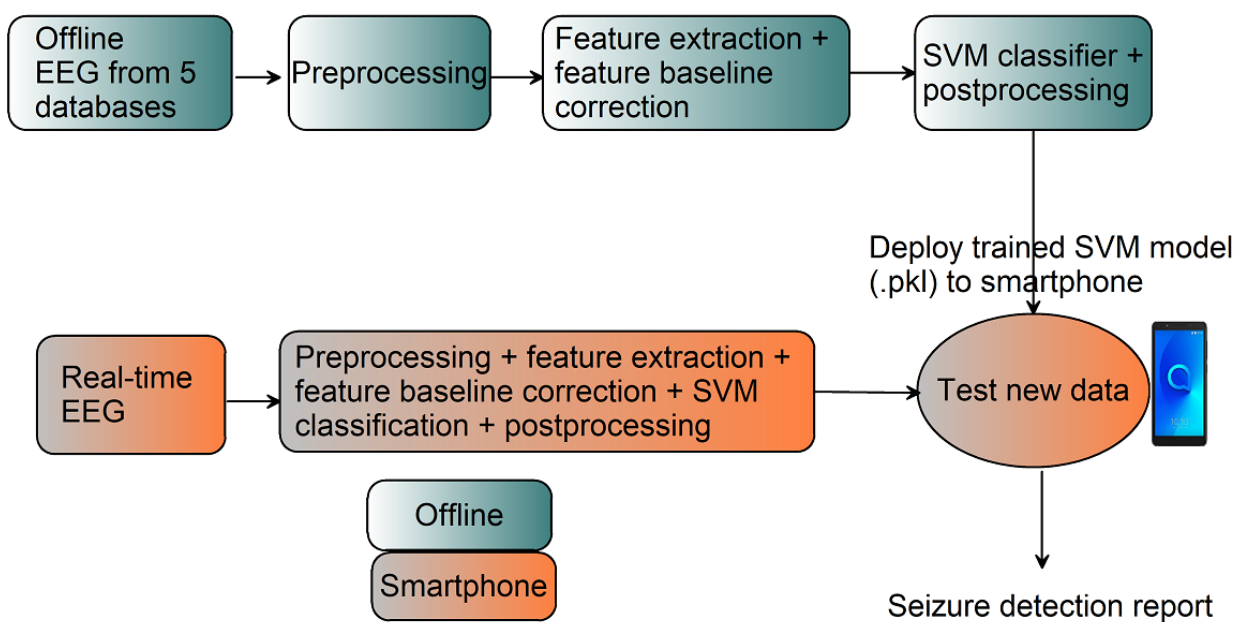 Offline
EEG from 5
databases
Preprocessing
Feature extraction +
feature baseline
correction
SVM classifier +
postprocessing
Deploy trained SVM model
(.pkl) to smartphone
Real-time
EEG
Preprocessing + feature extraction +
feature baseline correction + SVM
classification + postprocessing
Test new data
Offline
Smartphone
Seizure detection report